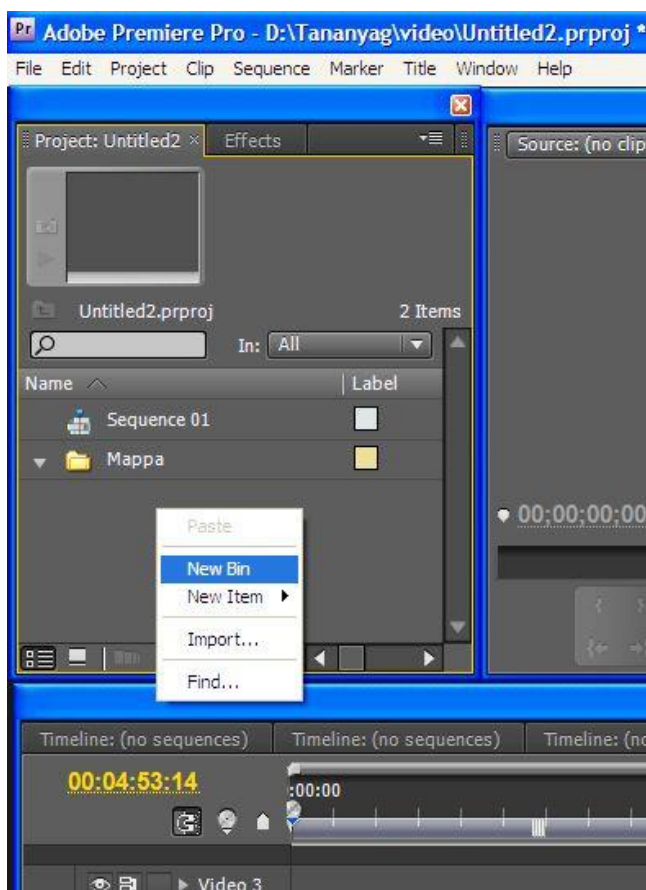 Pr Adobe Premiere Pro - D:\Tananyag\video\Untitled2.prproj *
File Edit Project Clip Sequence Marker Title Window Help
Project: Untitled2 × Effects
Source: (no clip
Untitled2.prproj 2 Items
In: All
Name Label
Sequence 01
Mappa
00;00;00;00
Paste
New Bin
New Item
Import...
Find...
Timeline: (no sequences) Timeline: (no sequences) Timeline: (no
00:04:53:14
:00:00
Video 3